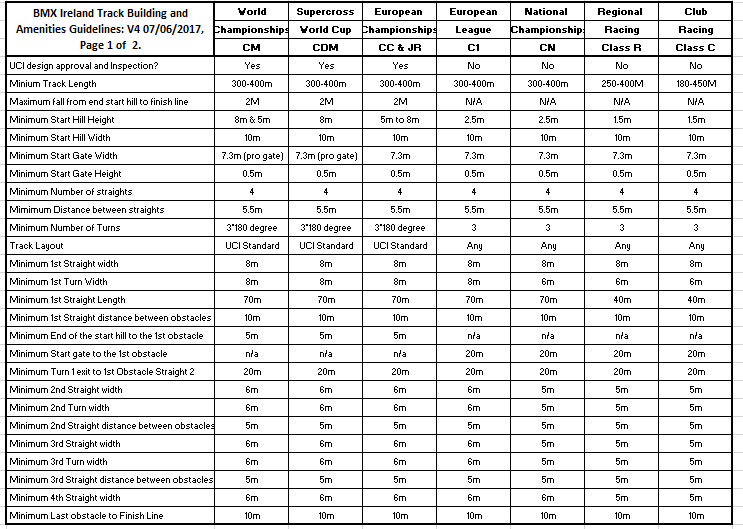 BMX Ireland Track Building and Amenities Guidelines: V4 07/06/2017, Page 1 of 2. World Championships CM Supercross World Cup CDM European Championships CC & JR European League C1 National Championships CN Regional Racing Class R Club Racing Class C
UCI design approval and Inspection? Yes Yes Yes No No No No
Minium Track Length 300-400m 300-400m 300-400m 300-400m 300-400m 250-400M 180-450M
Maximum fall from end start hill to finish line 2M 2M 2M N/A N/A N/A N/A
Minimum Start Hill Height 8m & 5m 8m 5m to 8m 2.5m 2.5m 1.5m 1.5m
Minimum Start Hill Width 10m 10m 10m 10m 10m 10m 10m
Minimum Start Gate Width 7.3m (pro gate) 7.3m (pro gate) 7.3m 7.3m 7.3m 7.3m 7.3m
Minimum Start Gate Height 0.5m 0.5m 0.5m 0.5m 0.5m 0.5m 0.5m
Minimum Number of straights 4 4 4 4 4 4 4
Mimimum Distance between straights 5.5m 5.5m 5.5m 5.5m 5.5m 5.5m 5.5m
Minimum Number of Turns 3*180 degree 3*180 degree 3*180 degree 3 3 3 3
Track Layout UCI Standard UCI Standard UCI Standard Any Any Any Any
Minimum 1st Straight width 8m 8m 8m 8m 8m 8m 8m
Minimum 1st Turn Width 8m 8m 8m 8m 6m 6m 6m
Minimum 1st Straight Length 70m 70m 70m 70m 70m 40m 40m
Minimum 1st Straight distance between obstacles 10m 10m 10m 10m 10m 10m 10m
Minimum End of the start hill to the 1st obstacle 5m 5m 5m n/a n/a n/a n/a
Minimum Start gate to the 1st obstacle n/a n/a n/a 20m 20m 20m 20m
Minimum Turn 1 exit to 1st Obstacle Straight 2 20m 20m 20m 20m 20m 20m 20m
Minimum 2nd Straight width 6m 6m 6m 6m 5m 5m 5m
Minimum 2nd Turn width 6m 6m 6m 6m 5m 5m 5m
Minimum 2nd Straight distance between obstacles 5m 5m 5m 5m 5m 5m 5m
Minimum 3rd Straight width 6m 6m 6m 6m 5m 5m 5m
Minimum 3rd Turn width 6m 6m 6m 6m 5m 5m 5m
Minimum 3rd Straight distance between obstacles 5m 5m 5m 5m 5m 5m 5m
Minimum 4th Straight width 6m 6m 6m 6m 6m 5m 5m
Minimum Last obstacle to Finish Line 10m 10m 10m 10m 10m 10m 10m